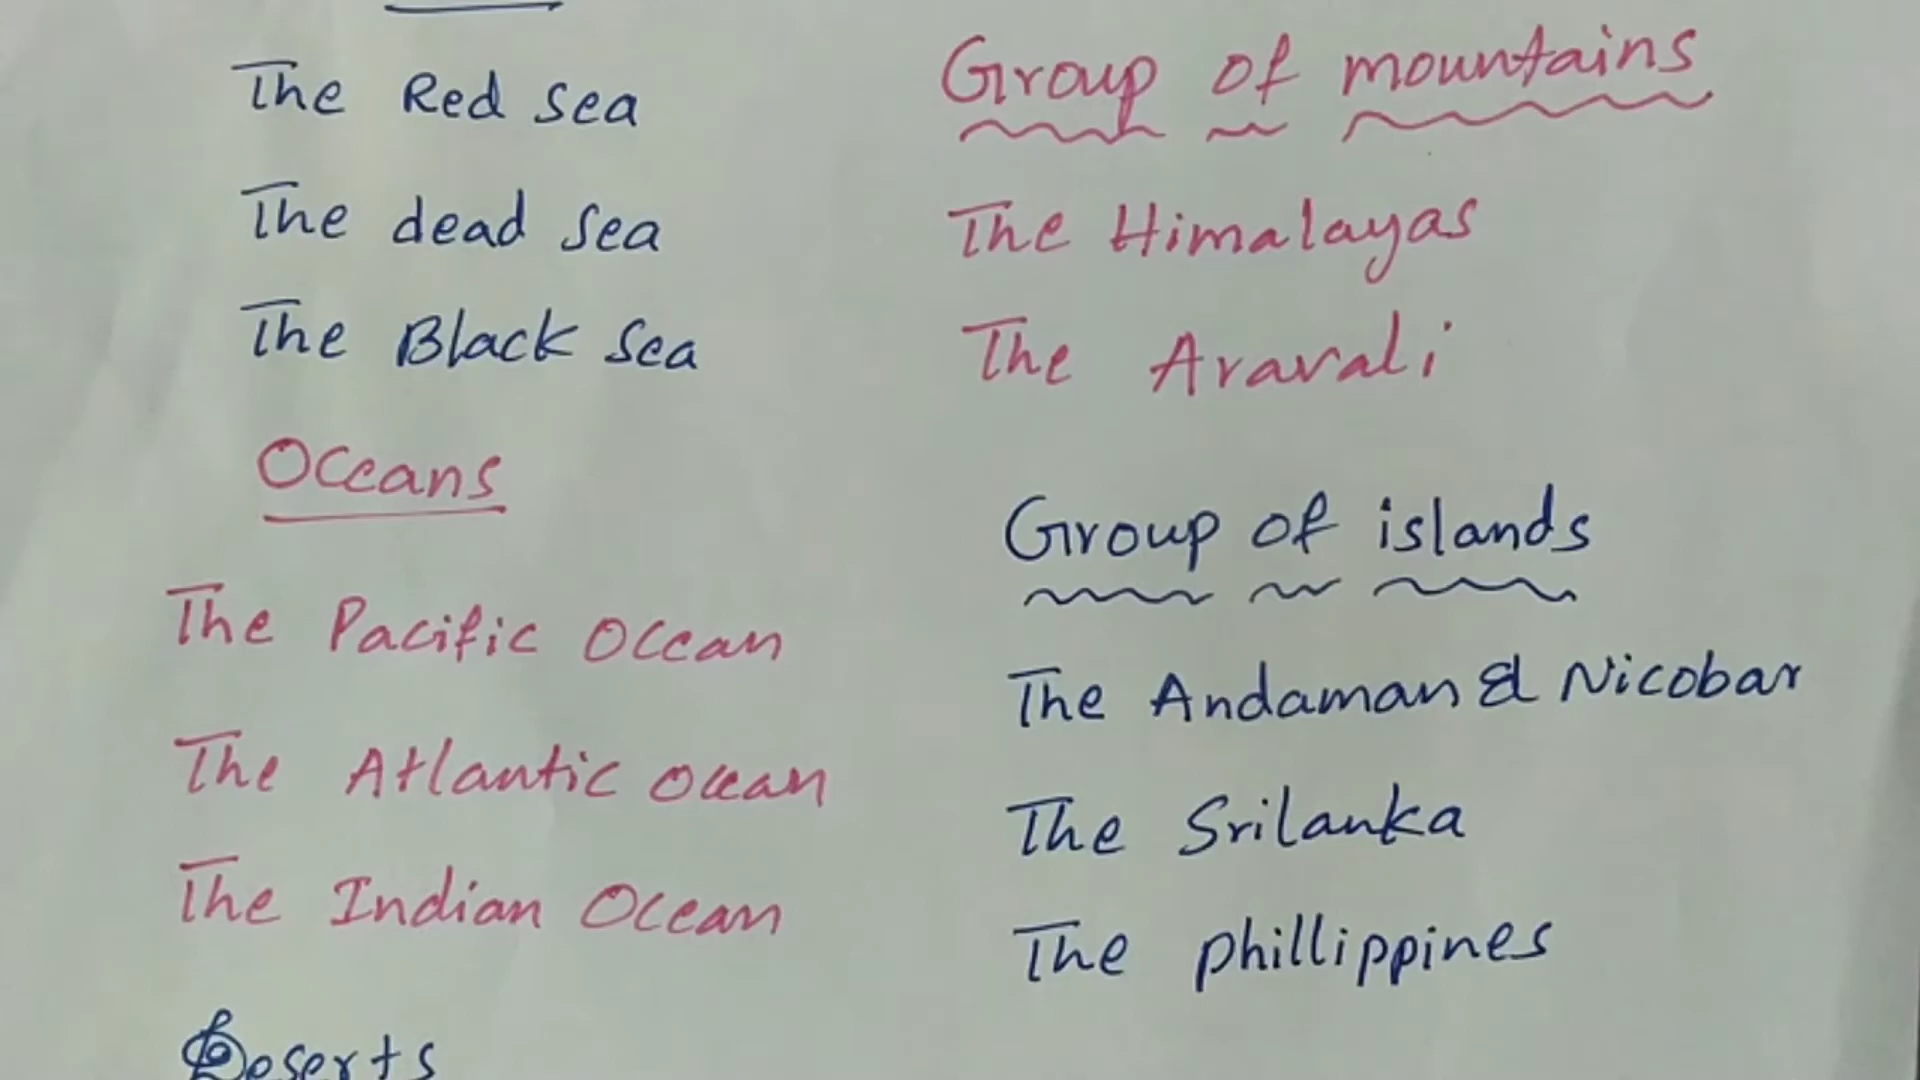 The Red sea
The dead sea
The Black sea
Oceans
The Pacific Ocean
The Atlantic ocean
The Indian Ocean
Deserts
Group of mountains
The Himalayas
The Aravali
Group of islands
The Andaman & Nicobar
The Srilanka
The phillippines